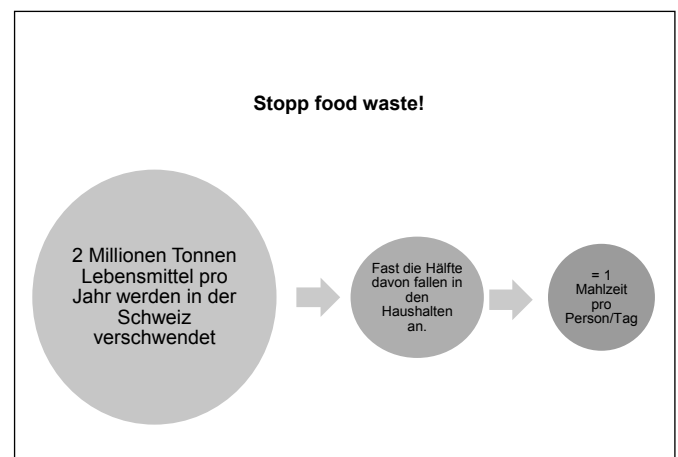 Stopp food waste!
2 Millionen Tonnen
Lebensmittel pro
Jahr werden in der
Schweiz
verschwendet
Fast die Hälfte
davon fallen in
den
Haushalten
an.
= 1
Mahlzeit
pro
Person/Tag